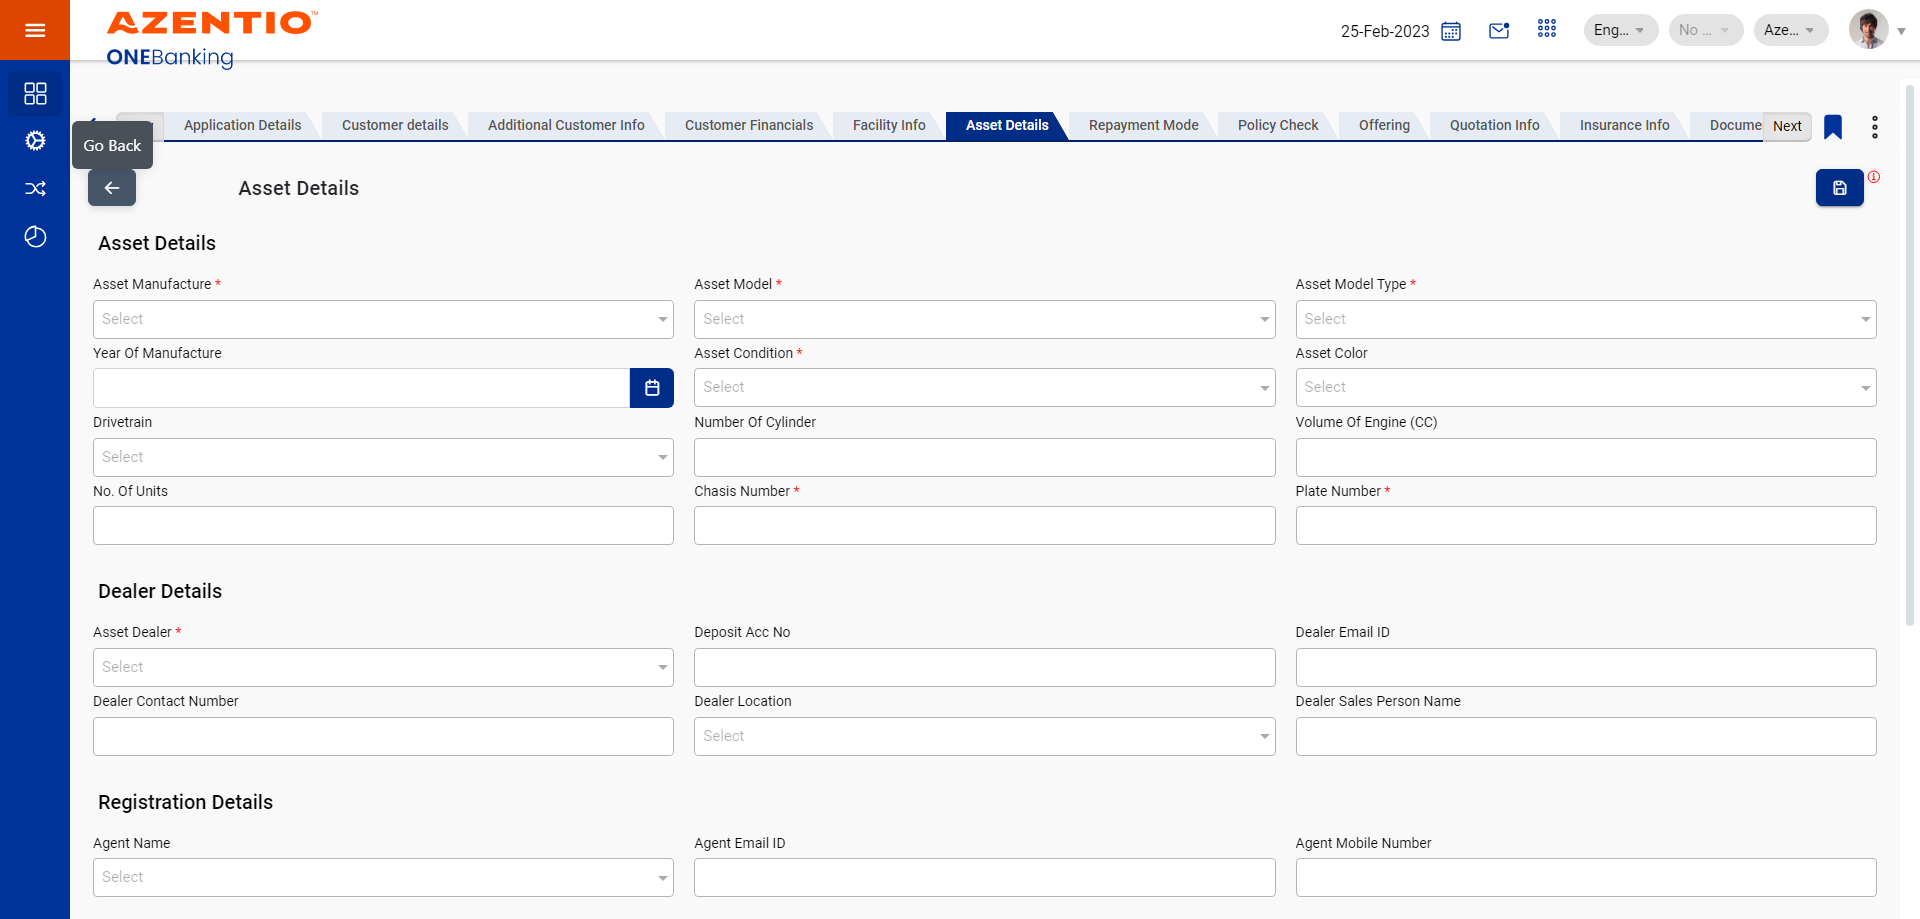 AZENTIO™
ONEBanking
25-Feb-2023
Eng...
No ...
Aze...
Application Details
Customer details
Additional Customer Info
Customer Financials
Facility Info
Asset Details
Repayment Mode
Policy Check
Offering
Quotation Info
Insurance Info
Docume
Next
Go Back
Asset Details
Asset Details
Asset Manufacture *
Asset Model *
Asset Model Type *
Select
Select
Select
Year Of Manufacture
Asset Condition *
Asset Color
Select
Select
Drivetrain
Number Of Cylinder
Volume Of Engine (CC)
Select
No. Of Units
Chasis Number *
Plate Number *
Dealer Details
Asset Dealer *
Deposit Acc No
Dealer Email ID
Select
Dealer Contact Number
Dealer Location
Dealer Sales Person Name
Select
Registration Details
Agent Name
Agent Email ID
Agent Mobile Number
Select